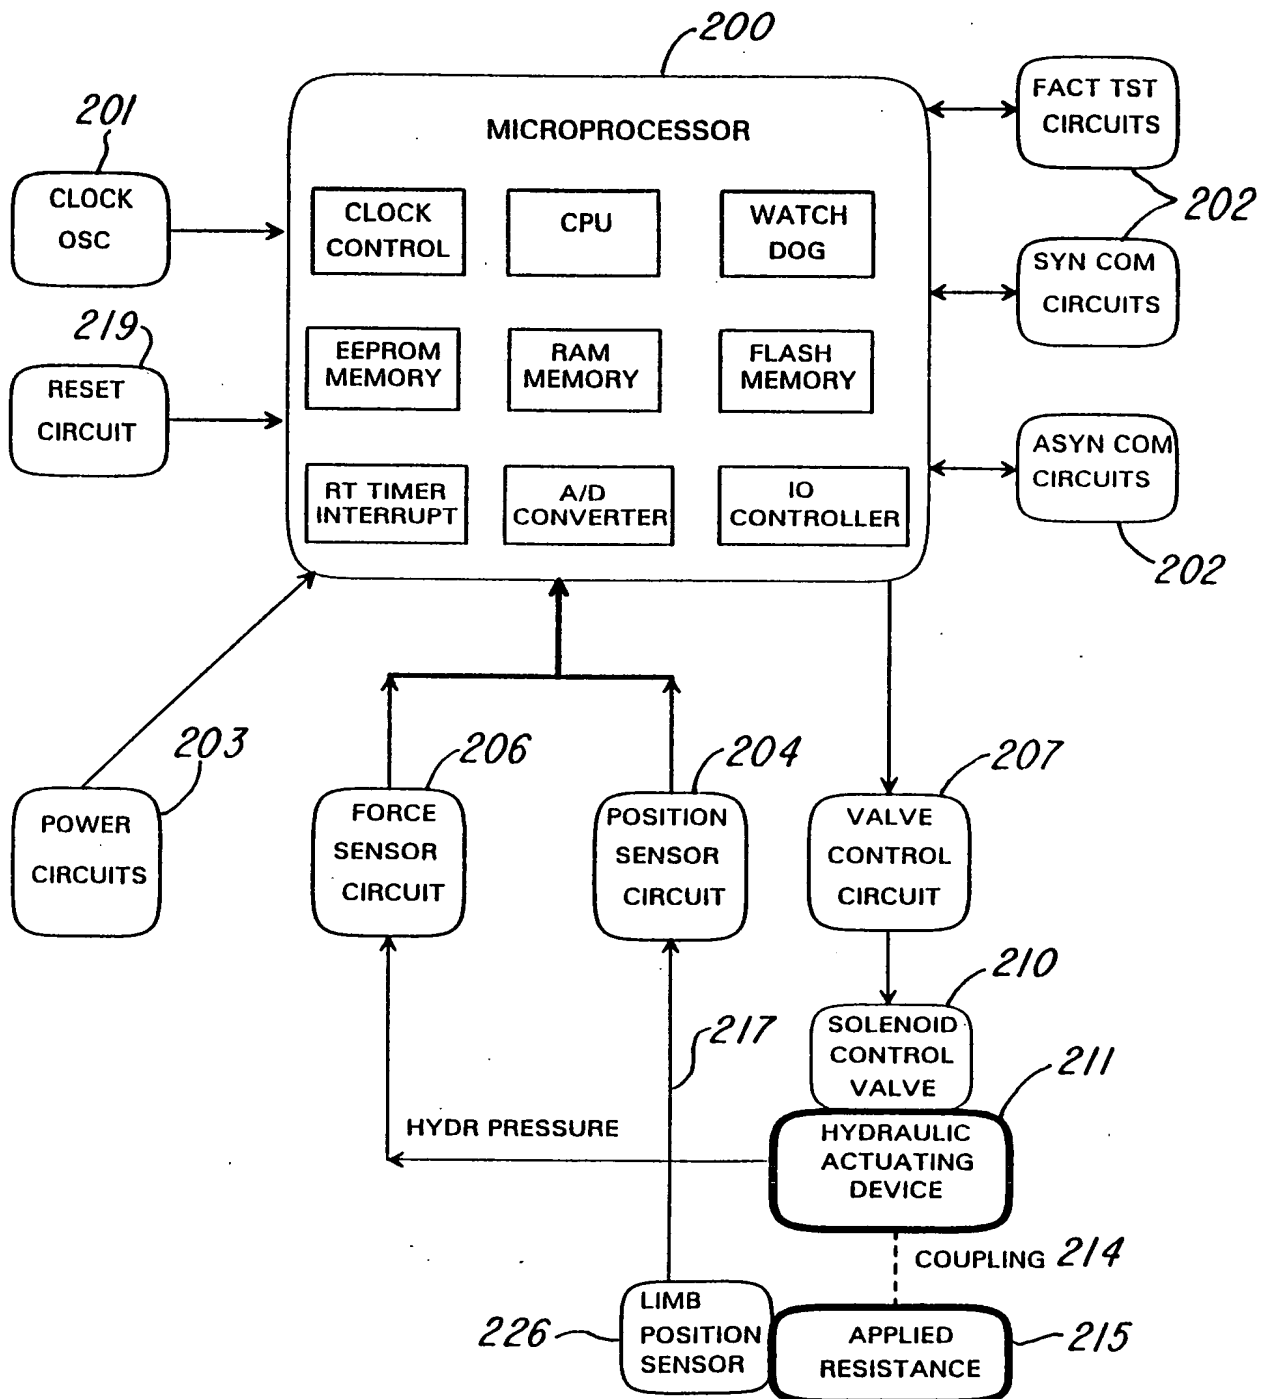 200
MICROPROCESSOR
201
CLOCK
OSC
FACT TST
CIRCUITS
202
CLOCK
CONTROL
CPU
WATCH
DOG
SYN COM
CIRCUITS
219
RESET
CIRCUIT
EEPROM
MEMORY
RAM
MEMORY
FLASH
MEMORY
ASYN COM
CIRCUITS
202
RT TIMER
INTERRUPT
A/D
CONVERTER
IO
CONTROLLER
203
POWER
CIRCUITS
206
FORCE
SENSOR
CIRCUIT
204
POSITION
SENSOR
CIRCUIT
207
VALVE
CONTROL
CIRCUIT
210
SOLENOID
CONTROL
VALVE
217
211
HYDR PRESSURE
HYDRAULIC
ACTUATING
DEVICE
COUPLING 214
226
LIMB
POSITION
SENSOR
APPLIED
RESISTANCE
215